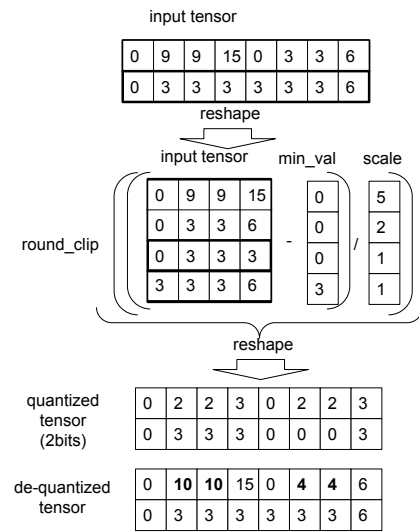 input tensor
0 9 9 15 0 3 3 6
0 3 3 3 3 3 3 6
reshape
input tensor min_val scale
0 9 9 15 0 5
0 3 3 6 0 2
round_clip - /
0 3 3 3 0 1
3 3 3 6 3 1
reshape
quantized tensor (2bits)
0 2 2 3 0 2 2 3
0 3 3 3 0 0 0 3
de-quantized tensor
0 10 10 15 0 4 4 6
0 3 3 3 3 3 3 6